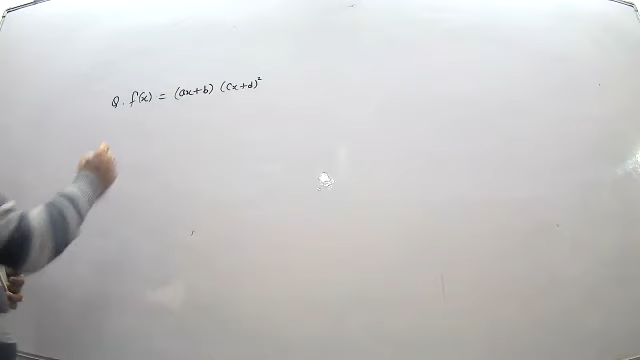 Q. f(x) = (ax+b) (cx+d)²